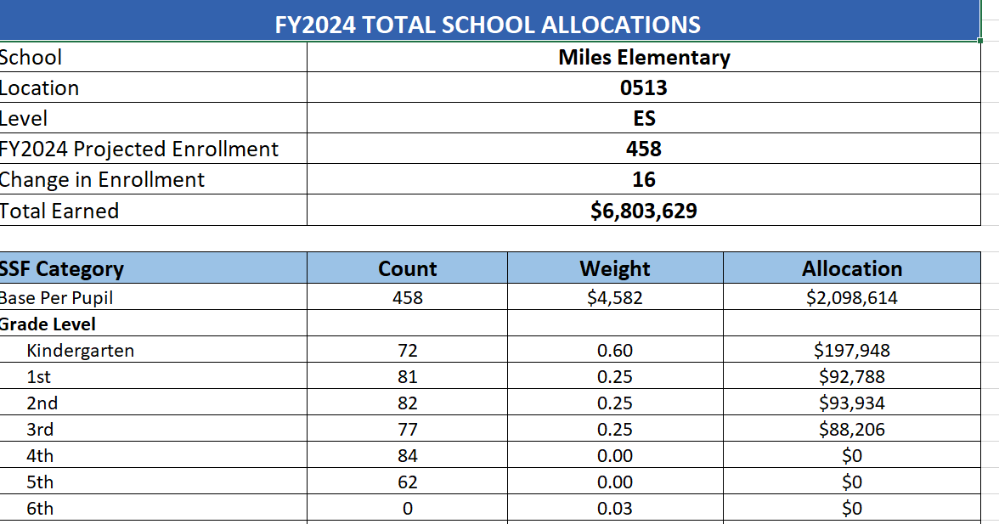 FY2024 TOTAL SCHOOL ALLOCATIONS
School Miles Elementary
Location 0513
Level ES
FY2024 Projected Enrollment 458
Change in Enrollment 16
Total Earned $6,803,629
SSF Category Count Weight Allocation
Base Per Pupil 458 $4,582 $2,098,614
Grade Level
Kindergarten 72 0.60 $197,948
1st 81 0.25 $92,788
2nd 82 0.25 $93,934
3rd 77 0.25 $88,206
4th 84 0.00 $0
5th 62 0.00 $0
6th 0 0.03 $0